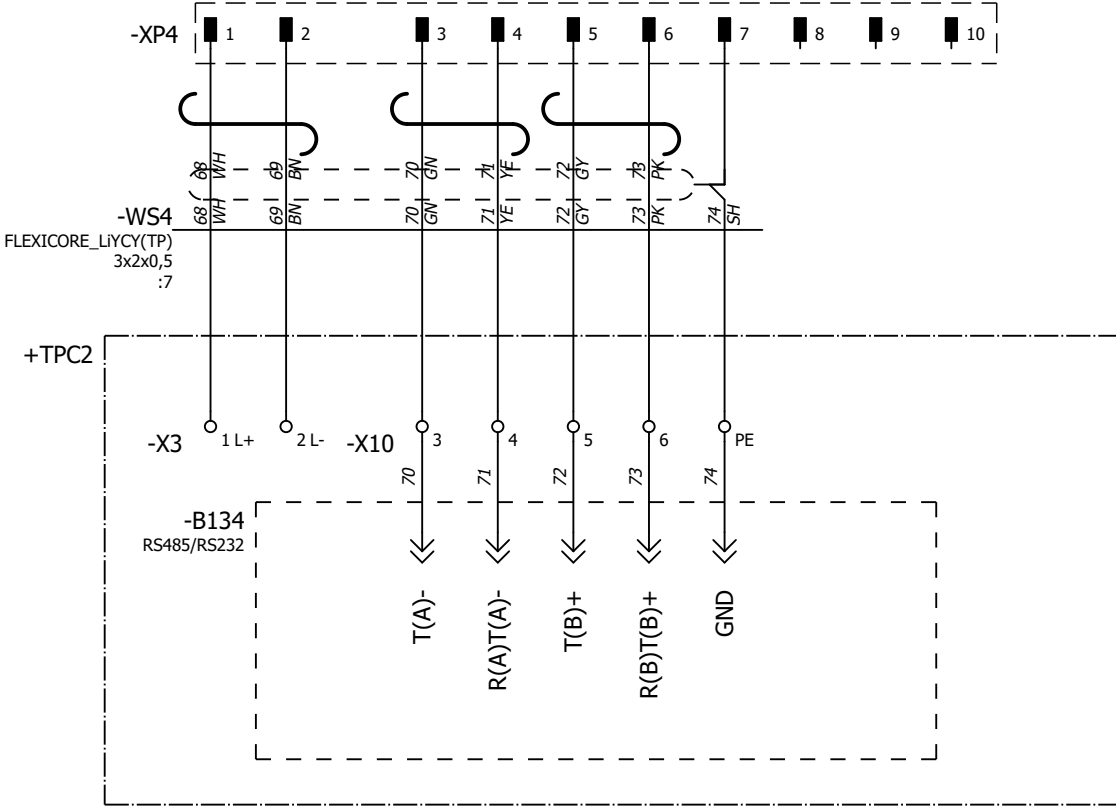 -XP4 1 2 3 4 5 6 7 8 9 10
68 WH 69 BN 70 GN 71 YE 72 GY 73 PK
-WS4 68 WH 69 BN 70 GN 71 YE 72 GY 73 PK 74 SH
FLEXICORE_LiYCY(TP)
3x2x0,5
:7
+TPC2
-X3 1 L+ 2 L- -X10 3 4 5 6 PE
70 71 72 73 74
-B134
RS485/RS232
T(A)-
R(A)T(A)-
T(B)+
R(B)T(B)+
GND